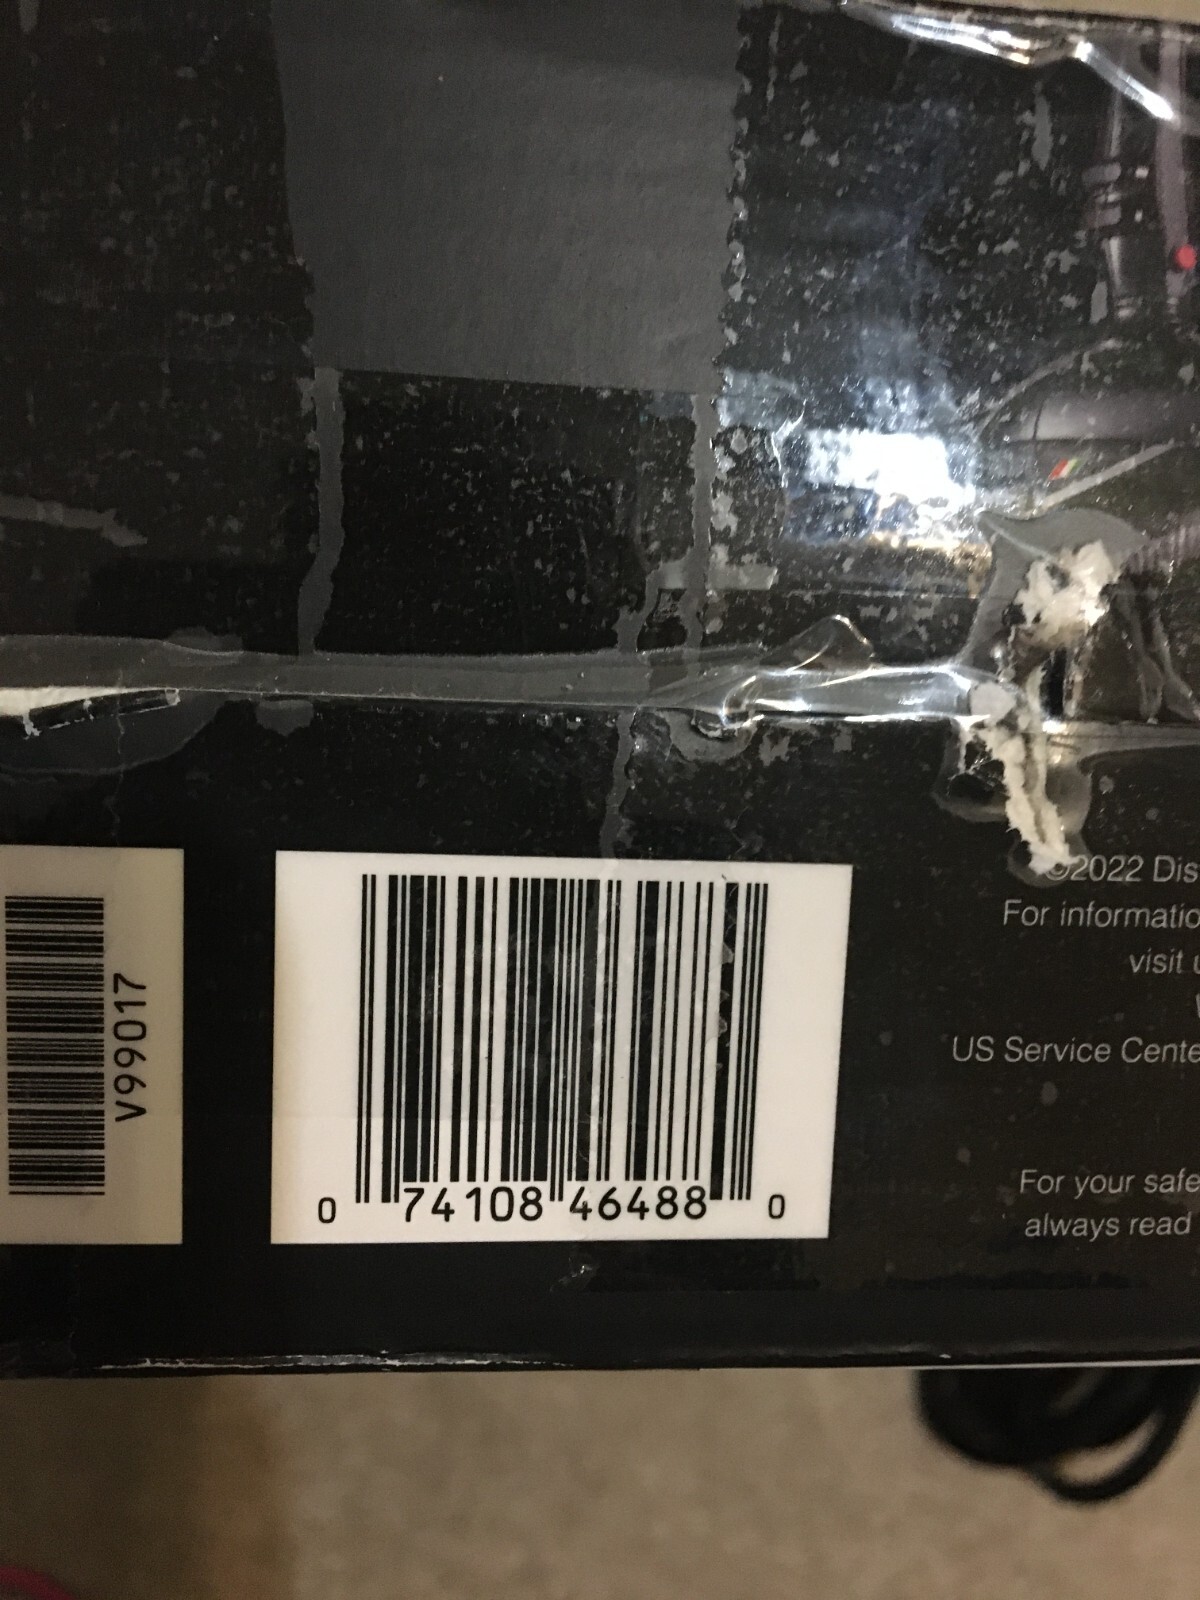 ©2022 Dis
For informatio
visit u
US Service Cente
For your safe
always read
V99017
0 74108 46488 0